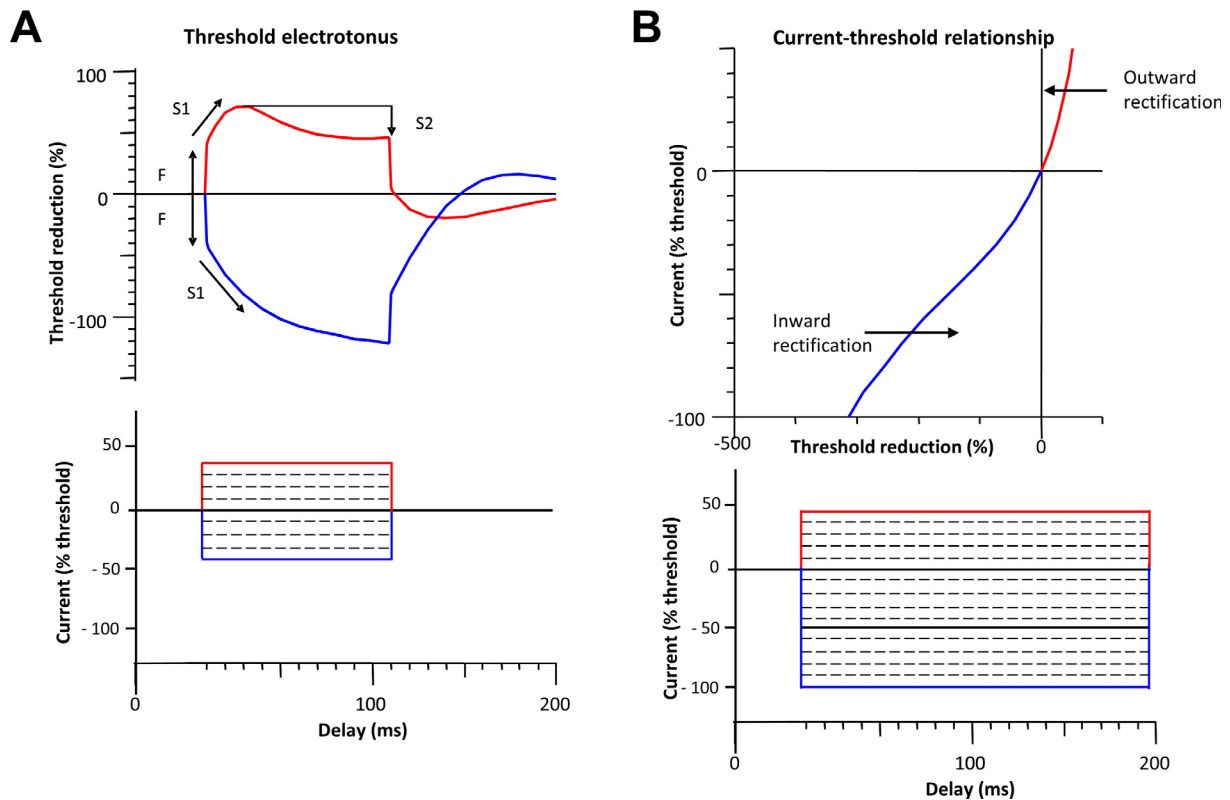 A
Threshold electrotonus
100
0
-100
Threshold reduction (%)
S1
F
F
S1
S2
50
0
- 50
- 100
Current (% threshold)
0
100
200
Delay (ms)
B
Current-threshold relationship
Outward
rectification
0
Current (% threshold)
Inward
rectification
-100
-500
Threshold reduction (%)
0
50
0
- 50
- 100
Current (% threshold)
0
100
200
Delay (ms)